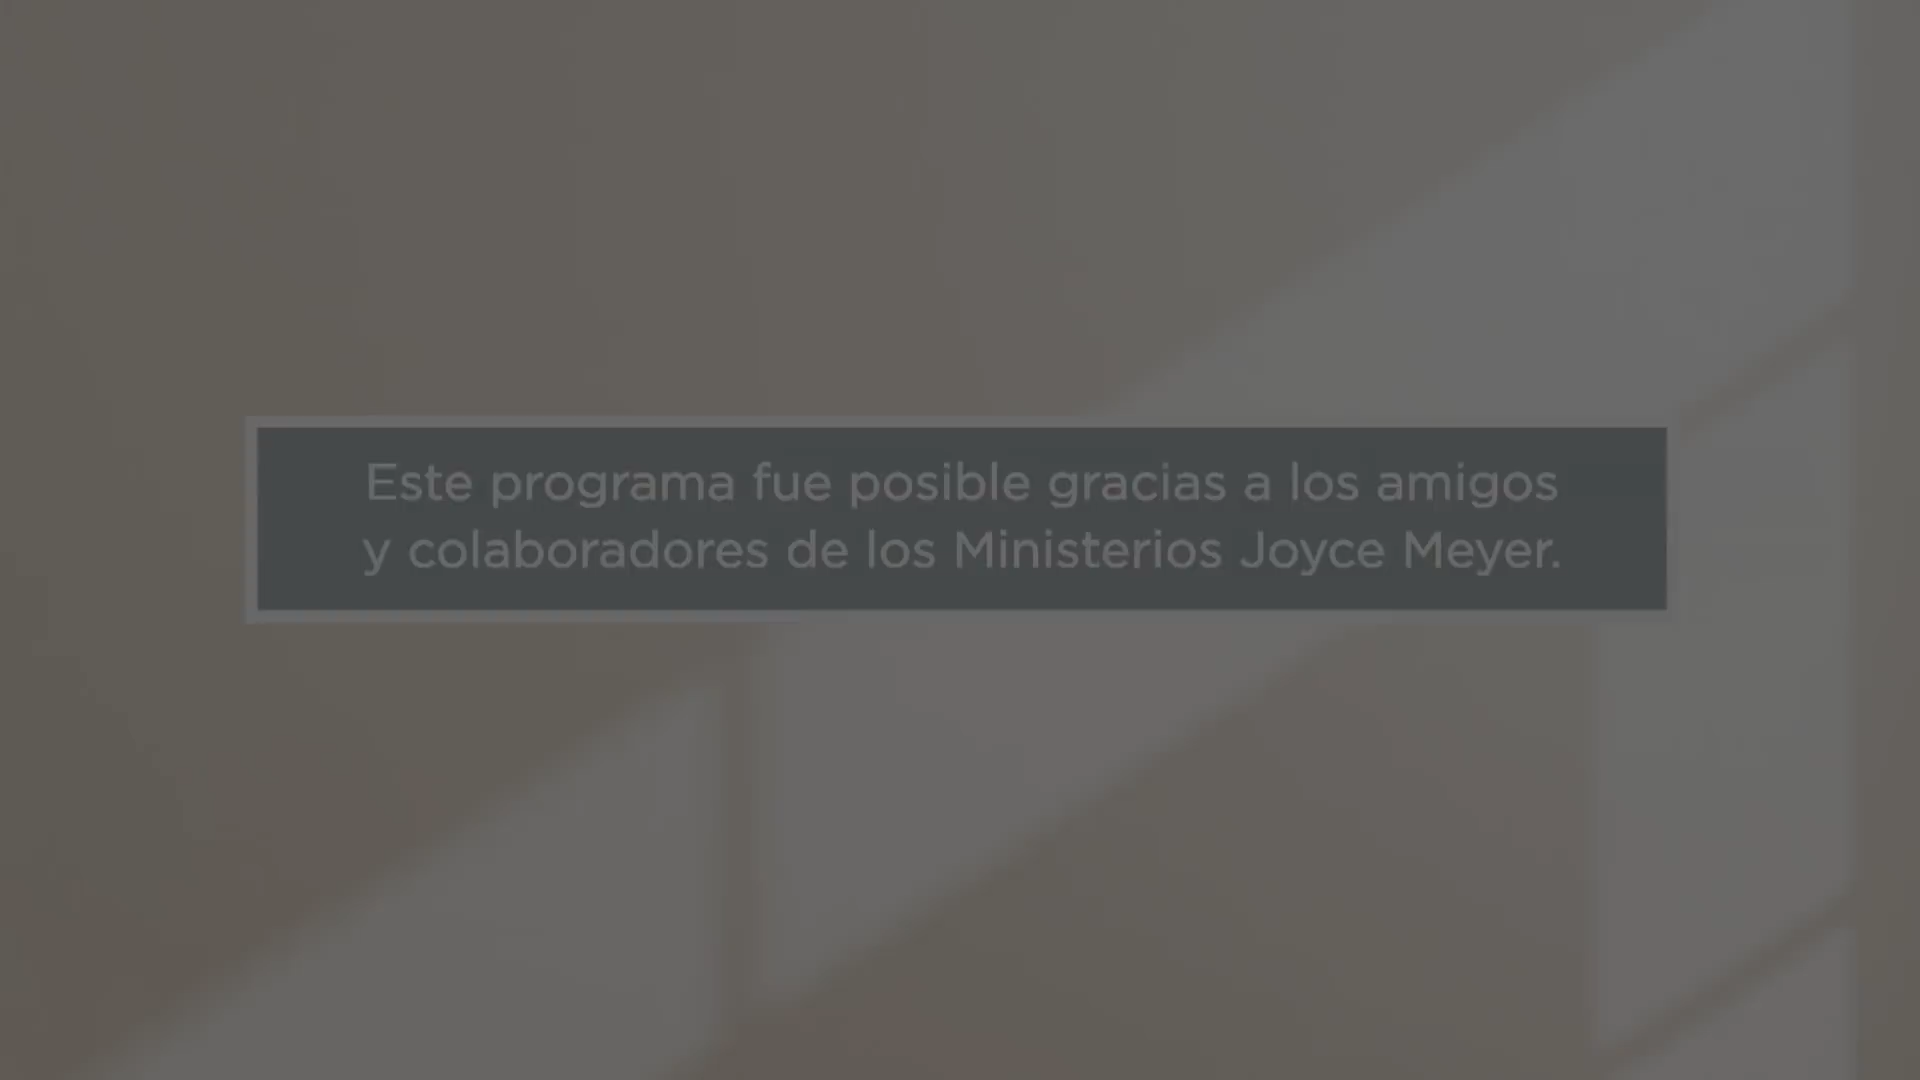 Este programa fue posible gracias a los amigos
y colaboradores de los Ministerios Joyce Meyer.